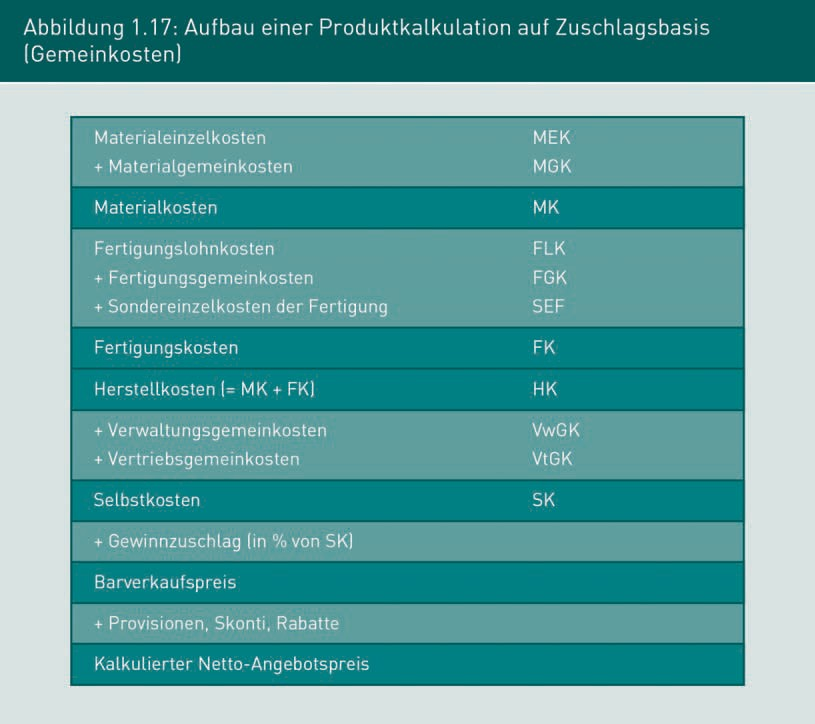 Abbildung 1.17: Aufbau einer Produktkalkulation auf Zuschlagsbasis
(Gemeinkosten)
Materialeinzelkosten MEK
+ Materialgemeinkosten MGK
Materialkosten MK
Fertigungslohnkosten FLK
+ Fertigungsgemeinkosten FGK
+ Sondereinzelkosten der Fertigung SEF
Fertigungskosten FK
Herstellkosten (= MK + FK) HK
+ Verwaltungsgemeinkosten VwGK
+ Vertriebsgemeinkosten VtGK
Selbstkosten SK
+ Gewinnzuschlag (in % von SK)
Barverkaufspreis
+ Provisionen, Skonti, Rabatte
Kalkulierter Netto-Angebotspreis